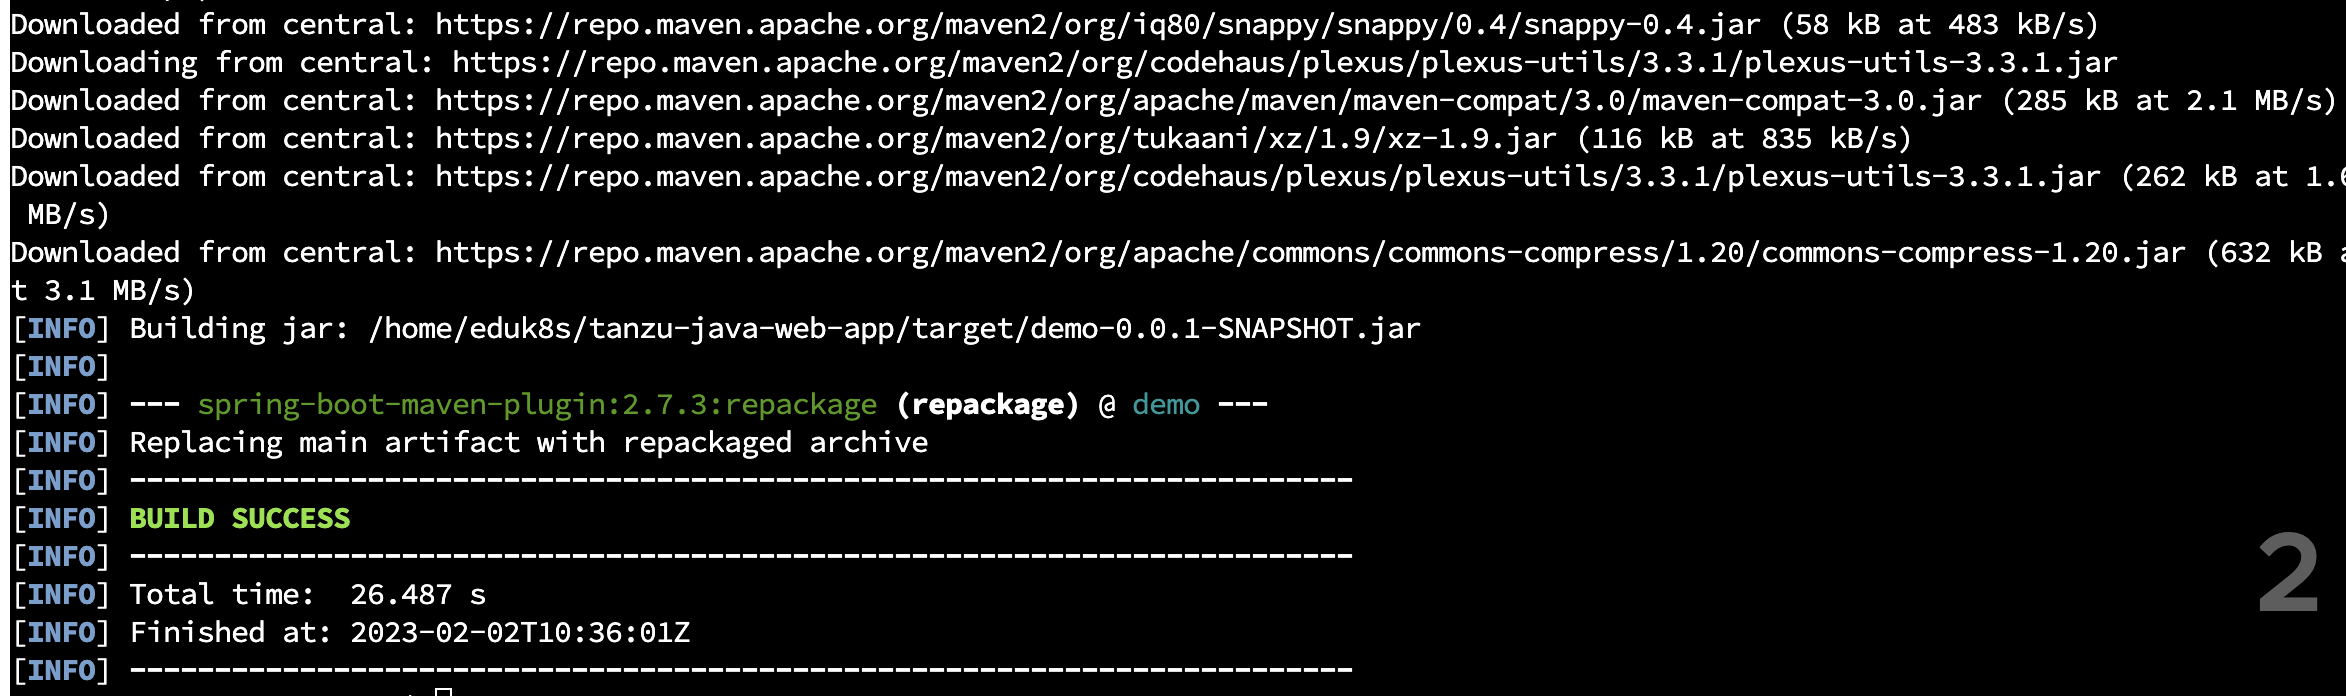 Downloaded from central: https://repo.maven.apache.org/maven2/org/iq80/snappy/snappy/0.4/snappy-0.4.jar (58 kB at 483 kB/s)
Downloading from central: https://repo.maven.apache.org/maven2/org/codehaus/plexus/plexus-utils/3.3.1/plexus-utils-3.3.1.jar
Downloaded from central: https://repo.maven.apache.org/maven2/org/apache/maven/maven-compat/3.0/maven-compat-3.0.jar (285 kB at 2.1 MB/s)
Downloaded from central: https://repo.maven.apache.org/maven2/org/tukaani/xz/1.9/xz-1.9.jar (116 kB at 835 kB/s)
Downloaded from central: https://repo.maven.apache.org/maven2/org/codehaus/plexus/plexus-utils/3.3.1/plexus-utils-3.3.1.jar (262 kB at 1.6
 MB/s)
Downloaded from central: https://repo.maven.apache.org/maven2/org/apache/commons/commons-compress/1.20/commons-compress-1.20.jar (632 kB a
t 3.1 MB/s)
[INFO] Building jar: /home/eduk8s/tanzu-java-web-app/target/demo-0.0.1-SNAPSHOT.jar
[INFO]
[INFO] --- spring-boot-maven-plugin:2.7.3:repackage (repackage) @ demo ---
[INFO] Replacing main artifact with repackaged archive
[INFO] ------------------------------------------------------------------------
[INFO] BUILD SUCCESS
[INFO] ------------------------------------------------------------------------
[INFO] Total time:  26.487 s
[INFO] Finished at: 2023-02-02T10:36:01Z
[INFO] ------------------------------------------------------------------------
2